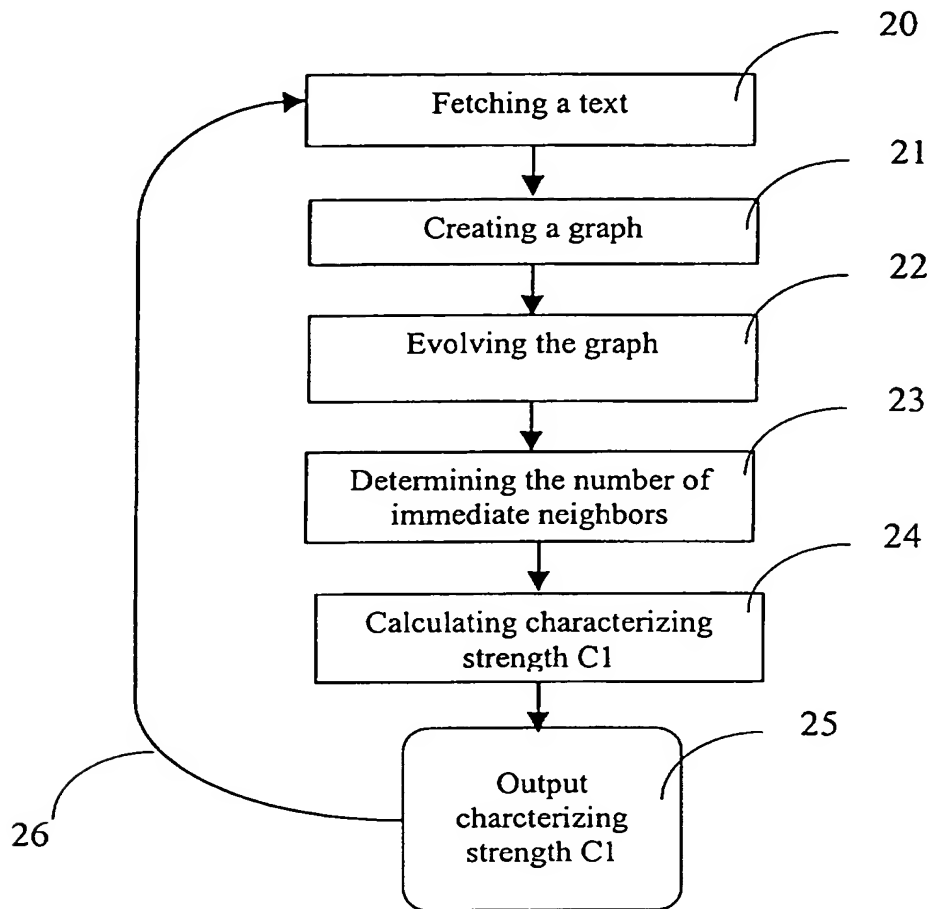 20
Fetching a text
21
Creating a graph
22
Evolving the graph
23
Determining the number of
immediate neighbors
24
Calculating characterizing
strength C1
25
Output
charcterizing
strength C1
26